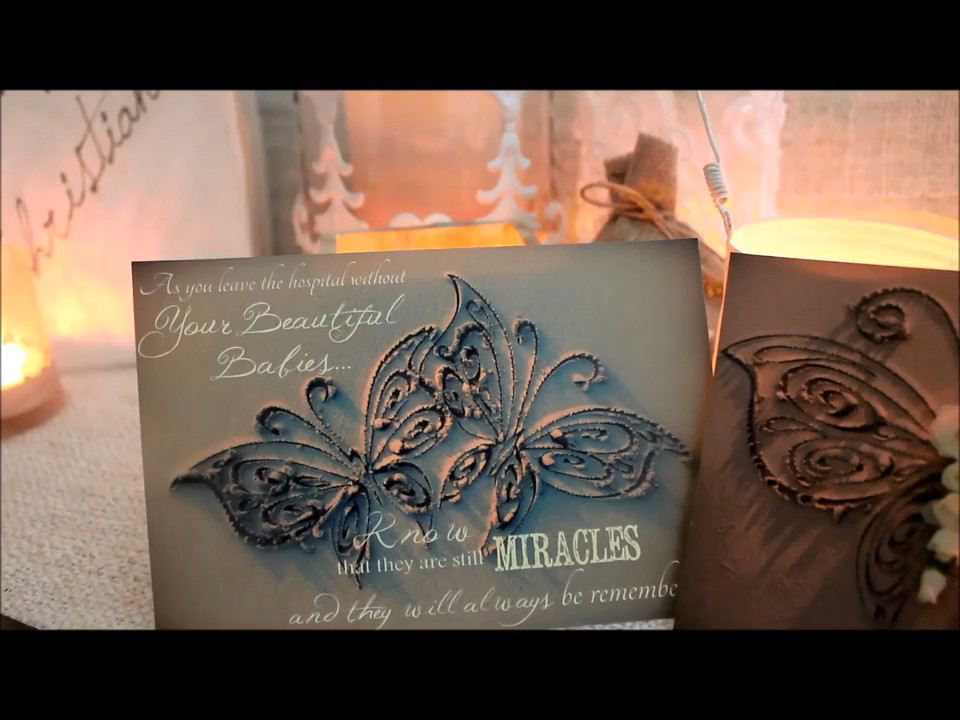 hristian
As you leave the hospital without
Your Beautiful
Babies...
Know
that they are still MIRACLES
and they will always be remembe